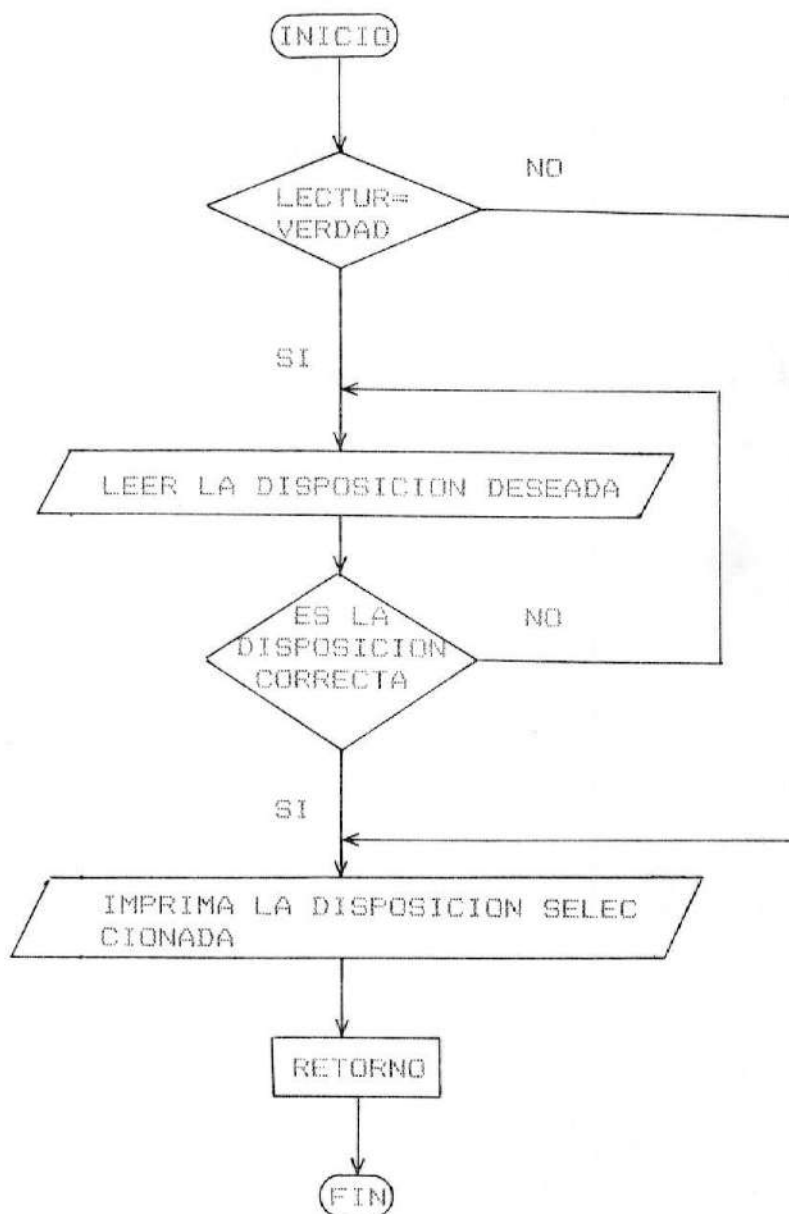 INICIO
NO
LECTUR=
VERDAD
SI
LEER LA DISPOSICION DESEADA
ES LA
DISPOSICION
CORRECTA
NO
SI
IMPRIMA LA DISPOSICION SELEC
CIONADA
RETORNO
FIN